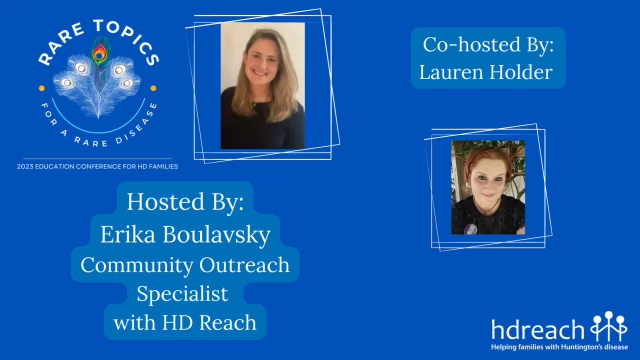 RARE TOPICS
FOR A RARE DISEASE
2023 EDUCATION CONFERENCE FOR HD FAMILIES
Hosted By:
Erika Boulavsky
Community Outreach
Specialist
with HD Reach
Co-hosted By:
Lauren Holder
hdreach
Helping families with Huntington's disease